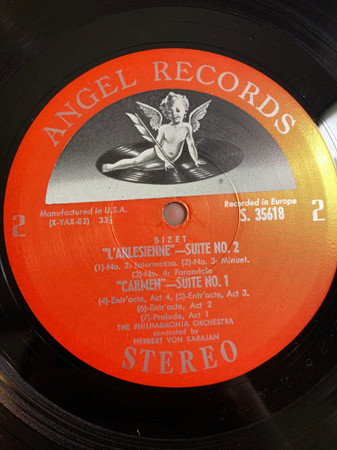 ANGEL RECORDS
2
2
Manufactured in U.S.A.
(X-YAX-82) 33⅓
Recorded in Europe
S. 35618
BIZET
"L'ARLESIENNE"—SUITE NO. 2
(1)-No. 2: Intermezzo. (2)-No. 3: Minuet.
(3)-No. 4: Farandole
"CARMEN"—SUITE NO. 1
(4)-Entr'acte, Act 4, (5)-Entr'acte, Act 3.
(6)-Entr'acte, Act 2
(7)-Prelude, Act 1
THE PHILHARMONIA ORCHESTRA
conducted by
HERBERT VON KARAJAN
STEREO